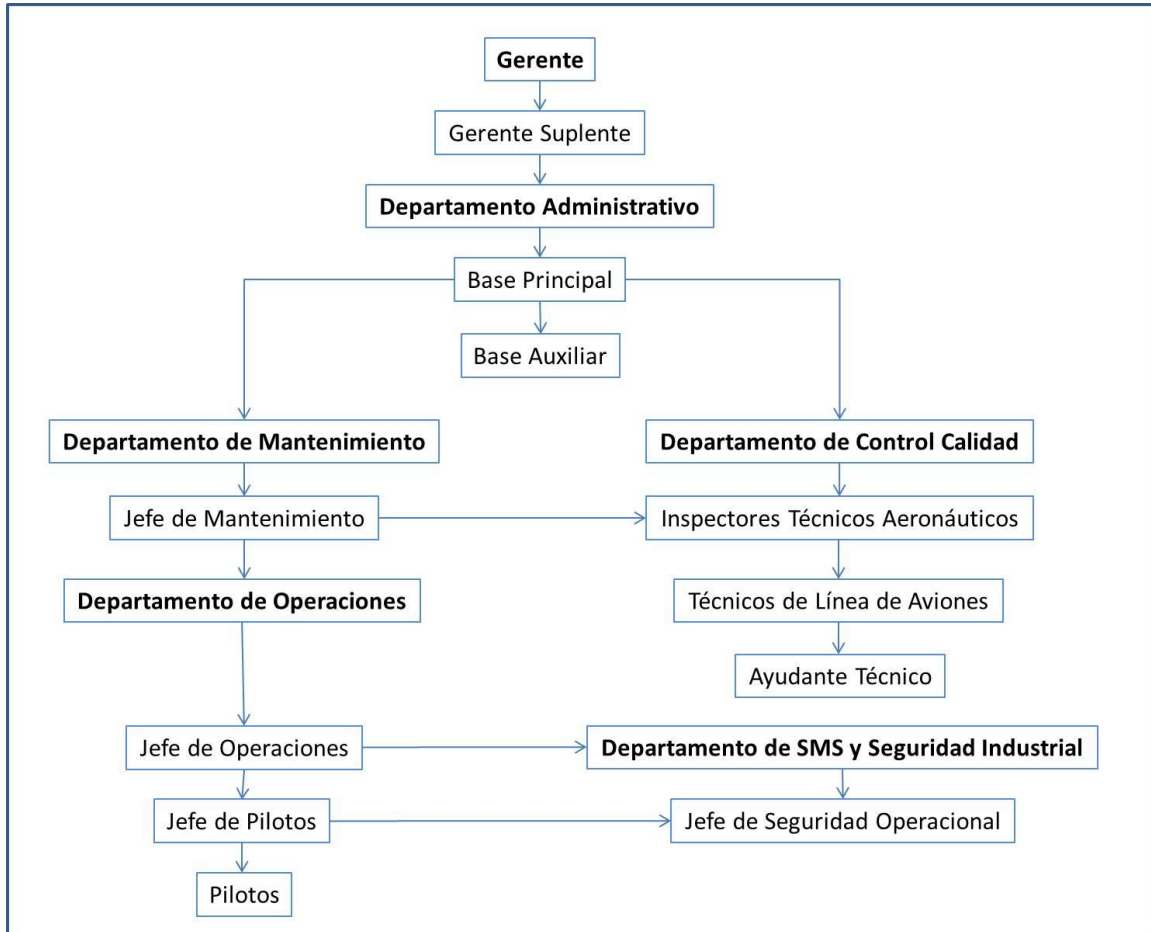 Gerente
Gerente Suplente
Departamento Administrativo
Base Principal
Base Auxiliar
Departamento de Mantenimiento
Departamento de Control Calidad
Jefe de Mantenimiento
Inspectores Técnicos Aeronáuticos
Departamento de Operaciones
Técnicos de Línea de Aviones
Ayudante Técnico
Jefe de Operaciones
Departamento de SMS y Seguridad Industrial
Jefe de Pilotos
Jefe de Seguridad Operacional
Pilotos